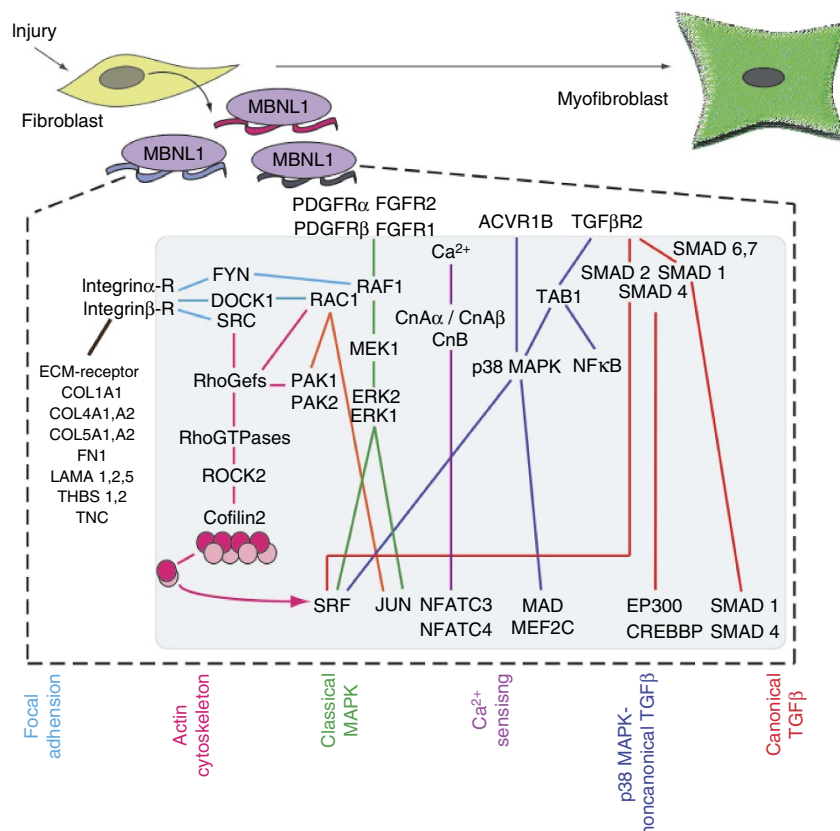 Injury
Fibroblast
MBNL1
MBNL1
MBNL1
Myofibroblast
PDGFRα FGFR2
PDGFRβ FGFR1
ACVR1B
TGFβR2
Ca²⁺
SMAD 6,7
SMAD 2 SMAD 1
SMAD 4
Integrinα-R
Integrinβ-R
FYN
DOCK1
SRC
RAC1
RAF1
TAB1
CnAα / CnAβ
CnB
MEK1
p38 MAPK
NFκB
ECM-receptor
COL1A1
COL4A1,A2
COL5A1,A2
FN1
LAMA 1,2,5
THBS 1,2
TNC
RhoGefs
PAK1
PAK2
ERK2
ERK1
RhoGTPases
ROCK2
Cofilin2
SRF
JUN
NFATC3
NFATC4
MAD
MEF2C
EP300
CREBBP
SMAD 1
SMAD 4
Focal
adhension
Actin
cytoskeleton
Classical
MAPK
Ca²⁺
sensisng
p38 MAPK-
noncanonical TGFβ
Canonical
TGFβ